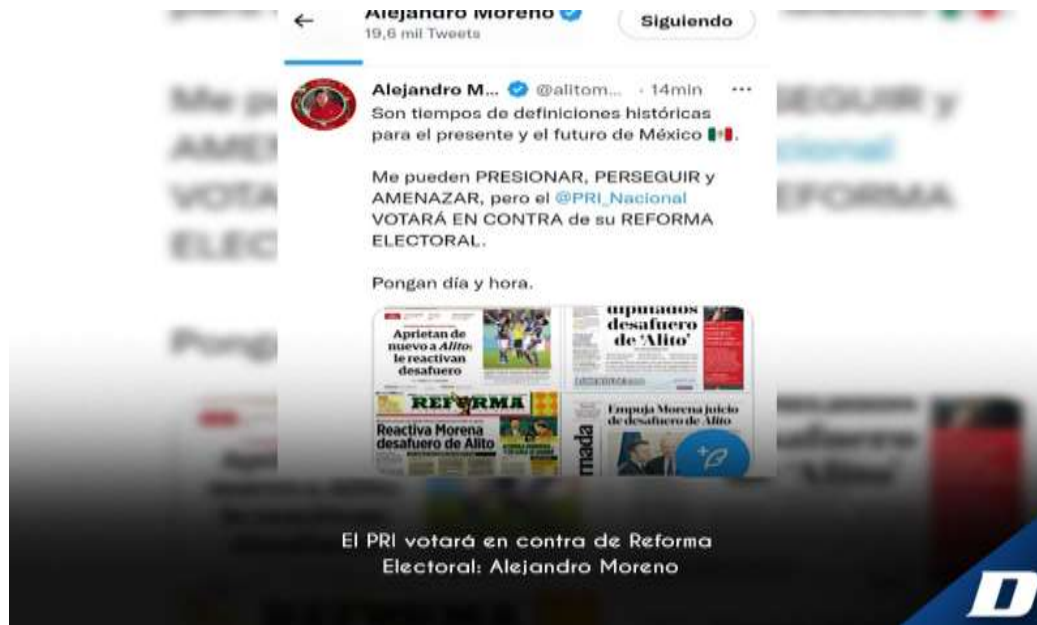 Alejandro Moreno
Siguiendo
19,6 mil Tweets
Alejandro M... @alitom... · 14min ...
Son tiempos de definiciones históricas
para el presente y el futuro de México 🇲🇽.
Me pueden PRESIONAR, PERSEGUIR y
AMENAZAR, pero el @PRI_Nacional
VOTARÁ EN CONTRA de su REFORMA
ELECTORAL.
Pongan día y hora.
Aprietan de
nuevo a Alito:
le reactivan
desafuero
diputados
desafuero
de 'Alito'
REFORMA
Reactiva Morena
desafuero de Alito
Empuja Morena juicio
de desafuero de Alito
El PRI votará en contra de Reforma
Electoral: Alejandro Moreno
D